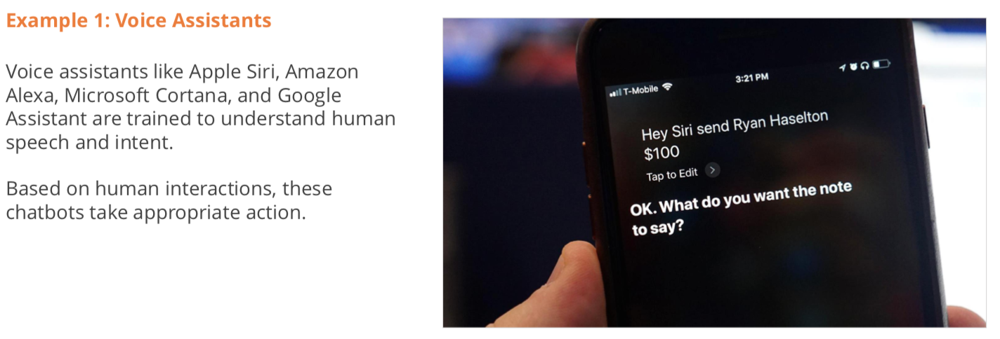 Example 1: Voice Assistants
Voice assistants like Apple Siri, Amazon
Alexa, Microsoft Cortana, and Google
Assistant are trained to understand human
speech and intent.
Based on human interactions, these
chatbots take appropriate action.
T-Mobile 3:21 PM
Hey Siri send Ryan Haselton
$100
Tap to Edit
OK. What do you want the note
to say?